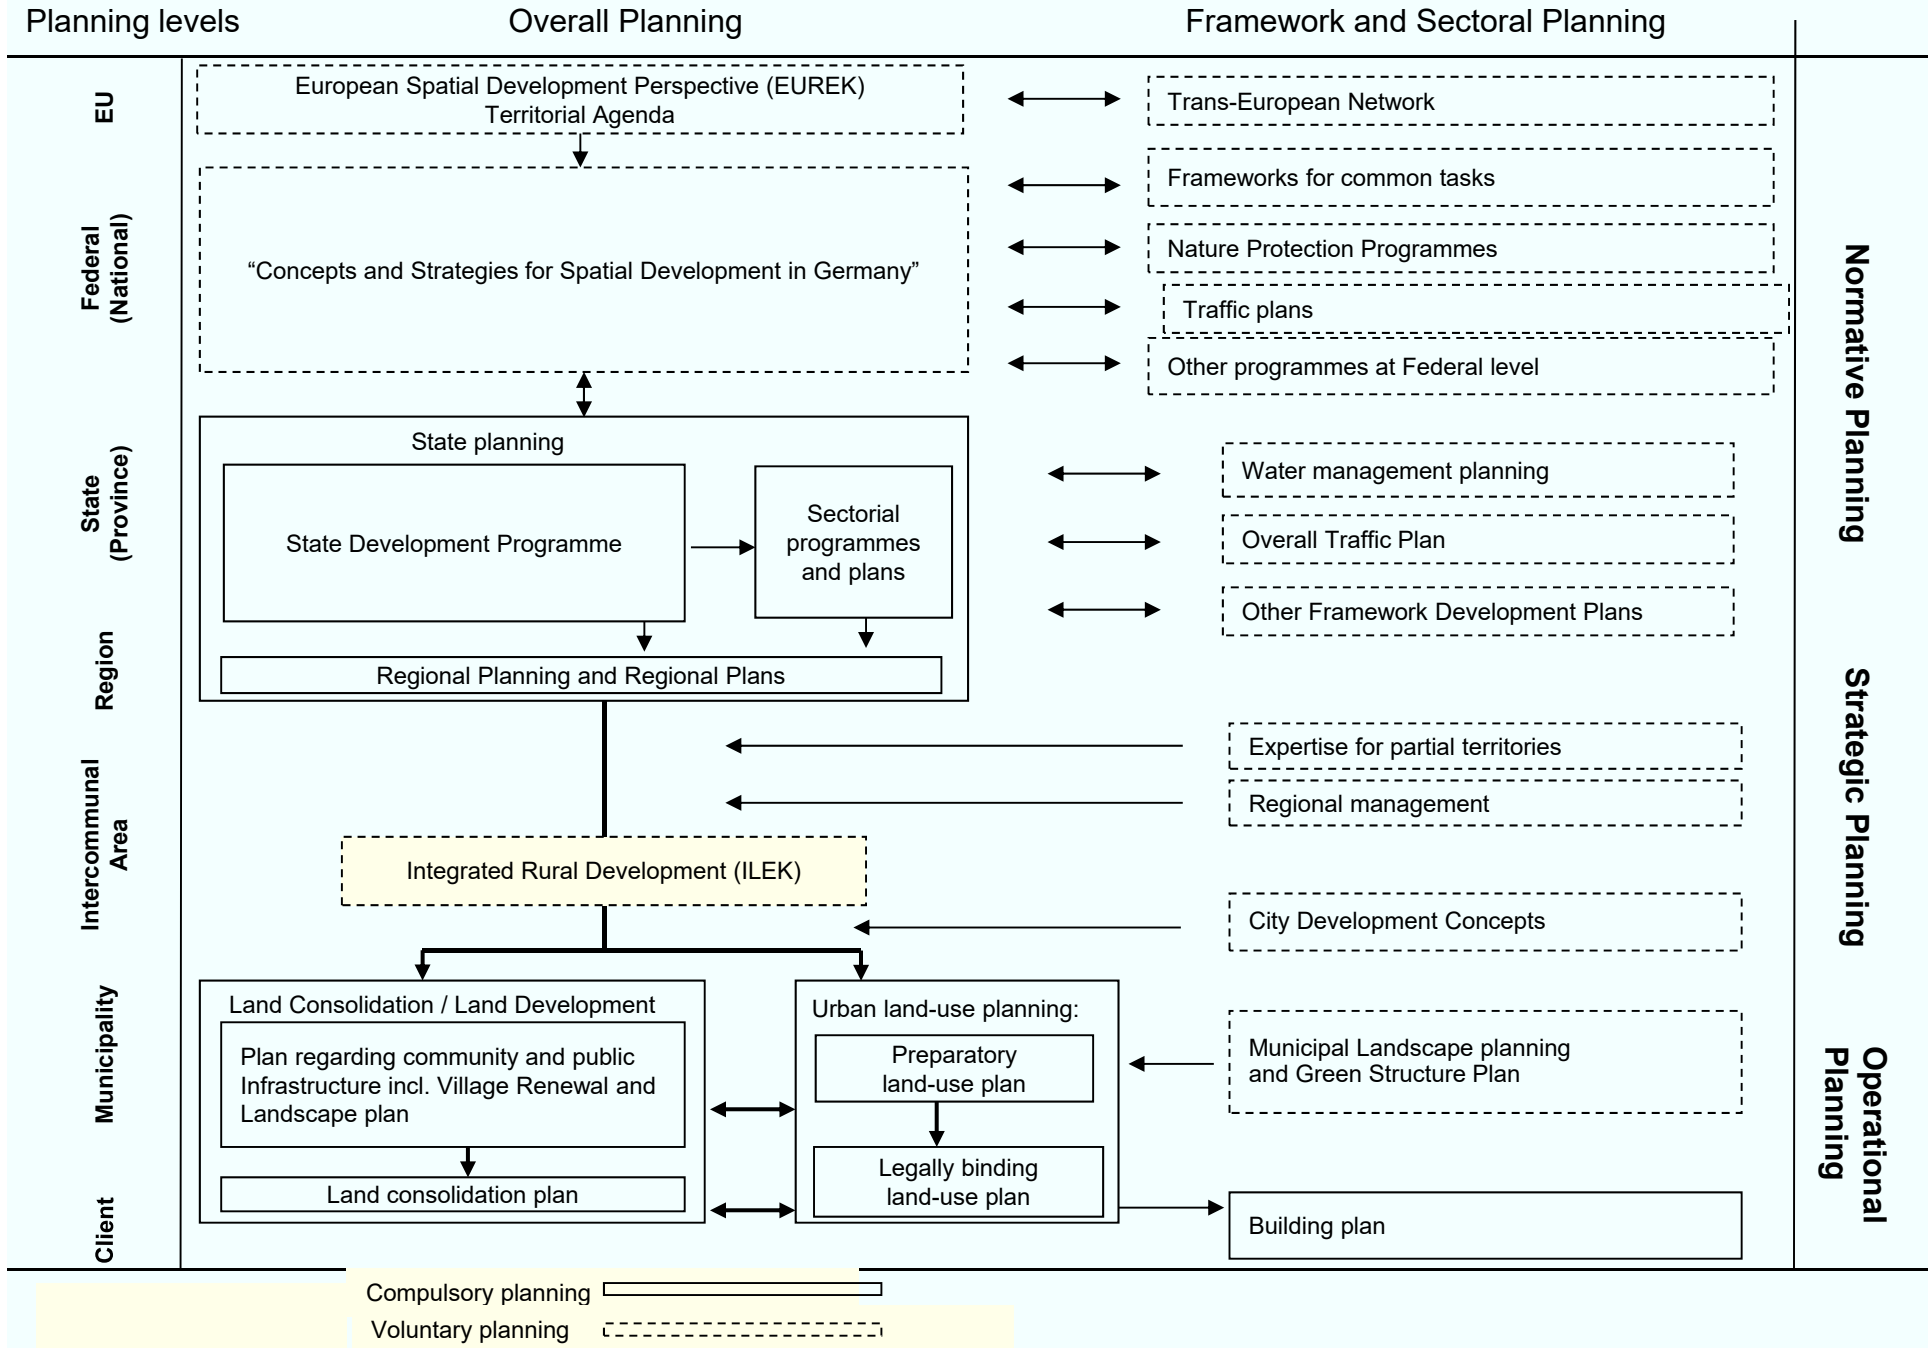 Planning levels
Overall Planning
Framework and Sectoral Planning
EU
European Spatial Development Perspective (EUREK)
Territorial Agenda
Trans-European Network
Federal
(National)
“Concepts and Strategies for Spatial Development in Germany”
Frameworks for common tasks
Nature Protection Programmes
Traffic plans
Other programmes at Federal level
Normative Planning
State
(Province)
State planning
State Development Programme
Sectorial
programmes
and plans
Water management planning
Overall Traffic Plan
Other Framework Development Plans
Region
Regional Planning and Regional Plans
Strategic Planning
Expertise for partial territories
Regional management
Intercommunal
Area
Integrated Rural Development (ILEK)
City Development Concepts
Municipality
Land Consolidation / Land Development
Plan regarding community and public
Infrastructure incl. Village Renewal and
Landscape plan
Land consolidation plan
Urban land-use planning:
Preparatory
land-use plan
Legally binding
land-use plan
Municipal Landscape planning
and Green Structure Plan
Operational
Planning
Client
Building plan
Compulsory planning
Voluntary planning